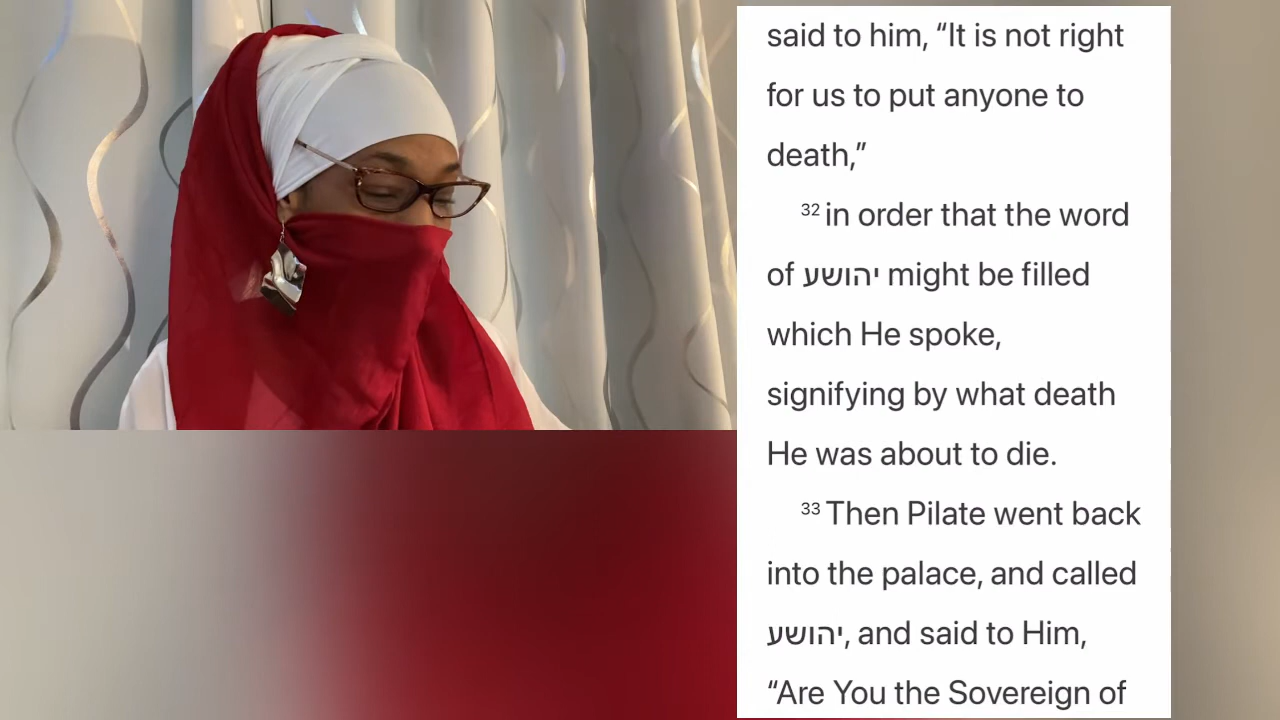 said to him, “It is not right
for us to put anyone to
death,”
32 in order that the word
of יהושע might be filled
which He spoke,
signifying by what death
He was about to die.
33 Then Pilate went back
into the palace, and called
יהושע, and said to Him,
“Are You the Sovereign of